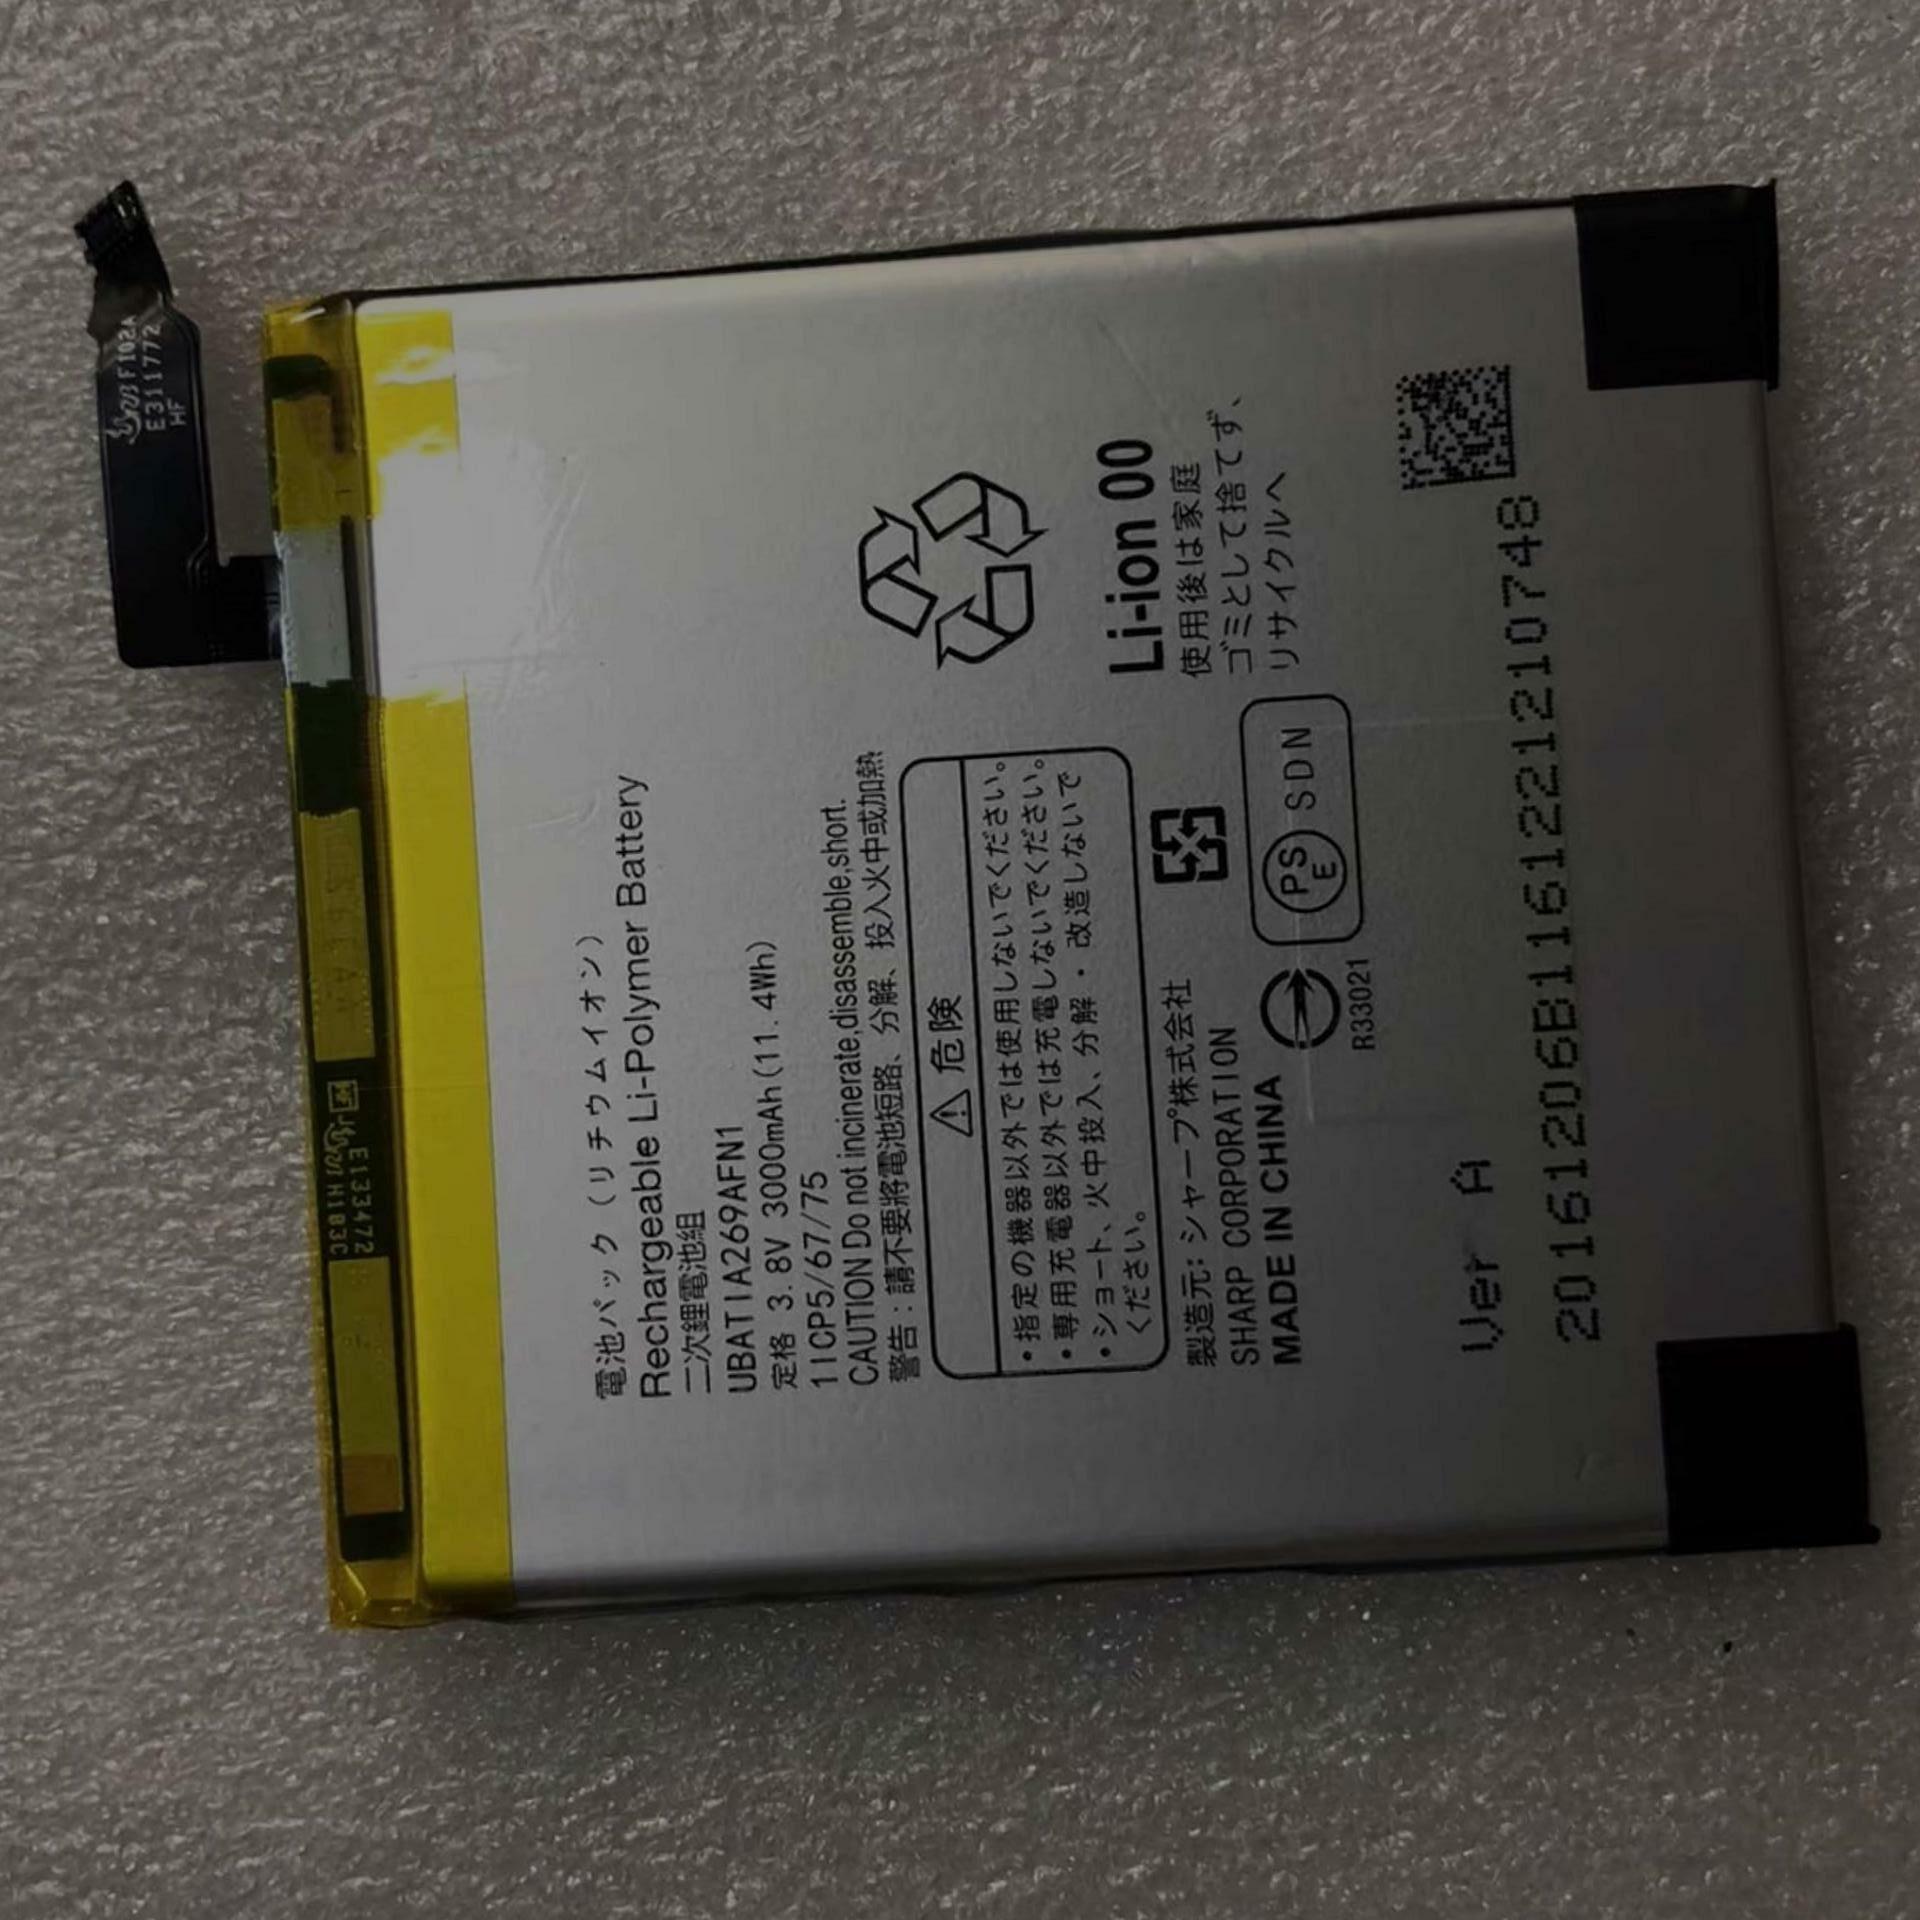 電池パック（リチウムイオン）
Rechargeable Li-Polymer Battery
二次鋰電池組
UBATIA269AFN1
定格 3.8V 3000mAh(11.4Wh)
1ICP5/67/75
CAUTION Do not incinerate,disassemble,short.
警告：請不要將電池短路、分解、投入火中或加熱
⚠危険
・指定の機器以外では使用しないでください。
・専用充電器以外では充電しないでください。
・ショート、火中投入、分解・改造しないで
ください。
製造元：シャープ株式会社
SHARP CORPORATION
MADE IN CHINA
R33021
PS
E
SDN
Li-ion 00
使用後は家庭
ゴミとして捨てず、
リサイクルへ
Ver A
20161206B1161221210748
F102A
E311772
HF
E133472
H1B3C